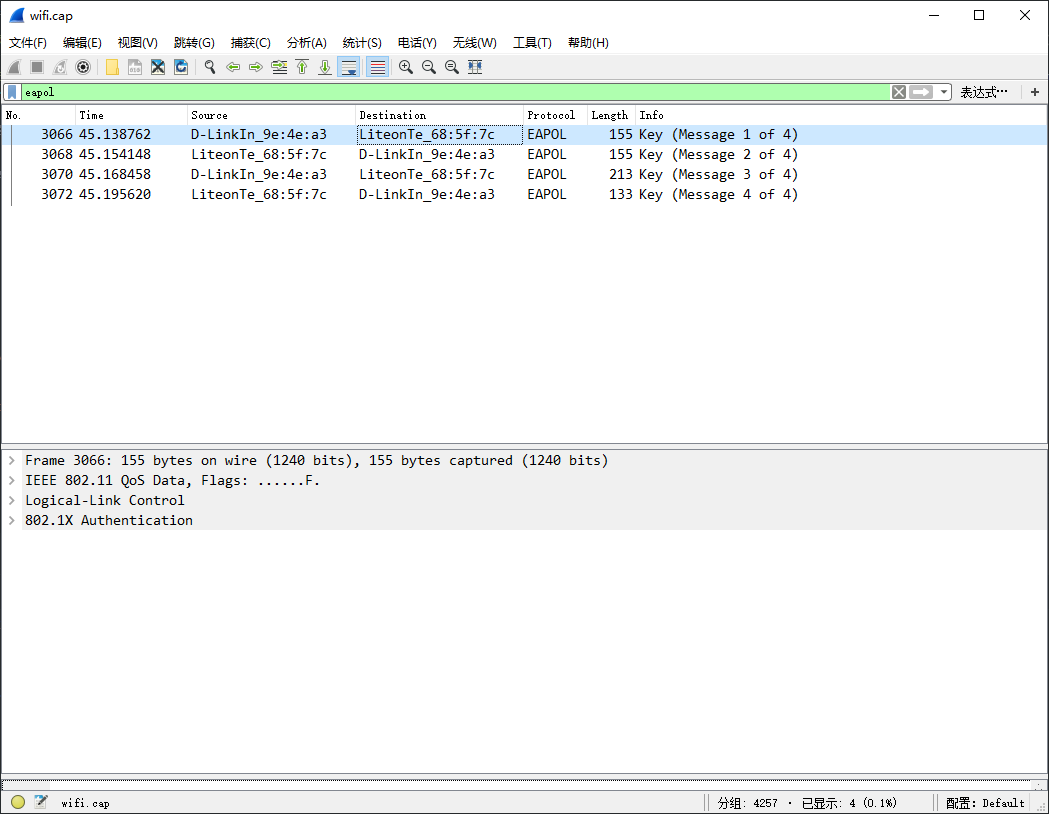 wifi.cap
文件(F) 编辑(E) 视图(V) 跳转(G) 捕获(C) 分析(A) 统计(S) 电话(Y) 无线(W) 工具(T) 帮助(H)
eapol 表达式… +
No. Time Source Destination Protocol Length Info
3066 45.138762 D-LinkIn_9e:4e:a3 LiteonTe_68:5f:7c EAPOL 155 Key (Message 1 of 4)
3068 45.154148 LiteonTe_68:5f:7c D-LinkIn_9e:4e:a3 EAPOL 155 Key (Message 2 of 4)
3070 45.168458 D-LinkIn_9e:4e:a3 LiteonTe_68:5f:7c EAPOL 213 Key (Message 3 of 4)
3072 45.195620 LiteonTe_68:5f:7c D-LinkIn_9e:4e:a3 EAPOL 133 Key (Message 4 of 4)
Frame 3066: 155 bytes on wire (1240 bits), 155 bytes captured (1240 bits)
IEEE 802.11 QoS Data, Flags: ......F.
Logical-Link Control
802.1X Authentication
wifi.cap 分组: 4257 · 已显示: 4 (0.1%) 配置: Default